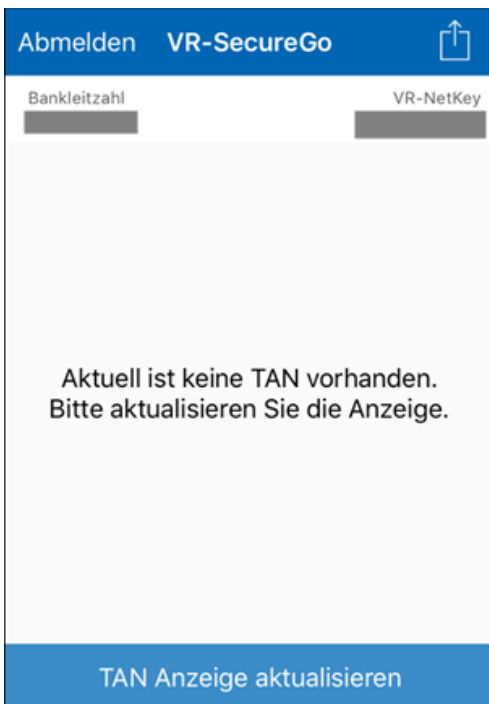 Abmelden VR-SecureGo
Bankleitzahl VR-NetKey
Aktuell ist keine TAN vorhanden.
Bitte aktualisieren Sie die Anzeige.
TAN Anzeige aktualisieren